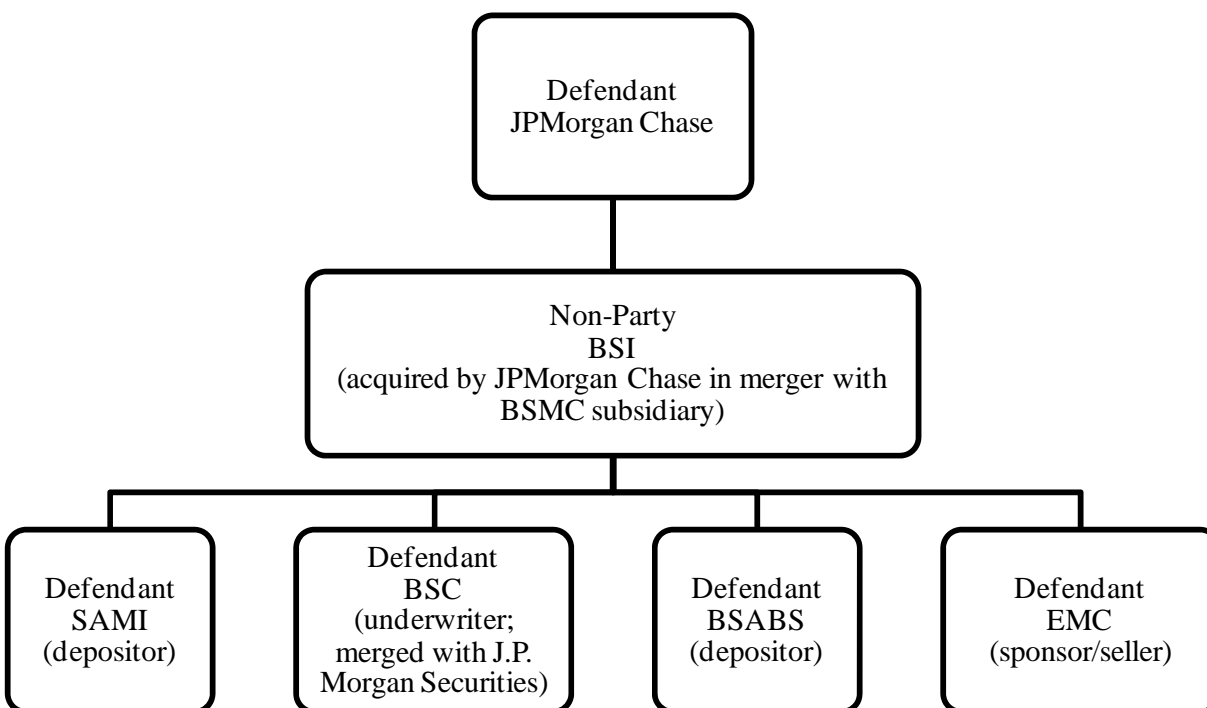 Defendant
JPMorgan Chase
Non-Party
BSI
(acquired by JPMorgan Chase in merger with
BSMC subsidiary)
Defendant
SAMI
(depositor)
Defendant
BSC
(underwriter;
merged with J.P.
Morgan Securities)
Defendant
BSABS
(depositor)
Defendant
EMC
(sponsor/seller)